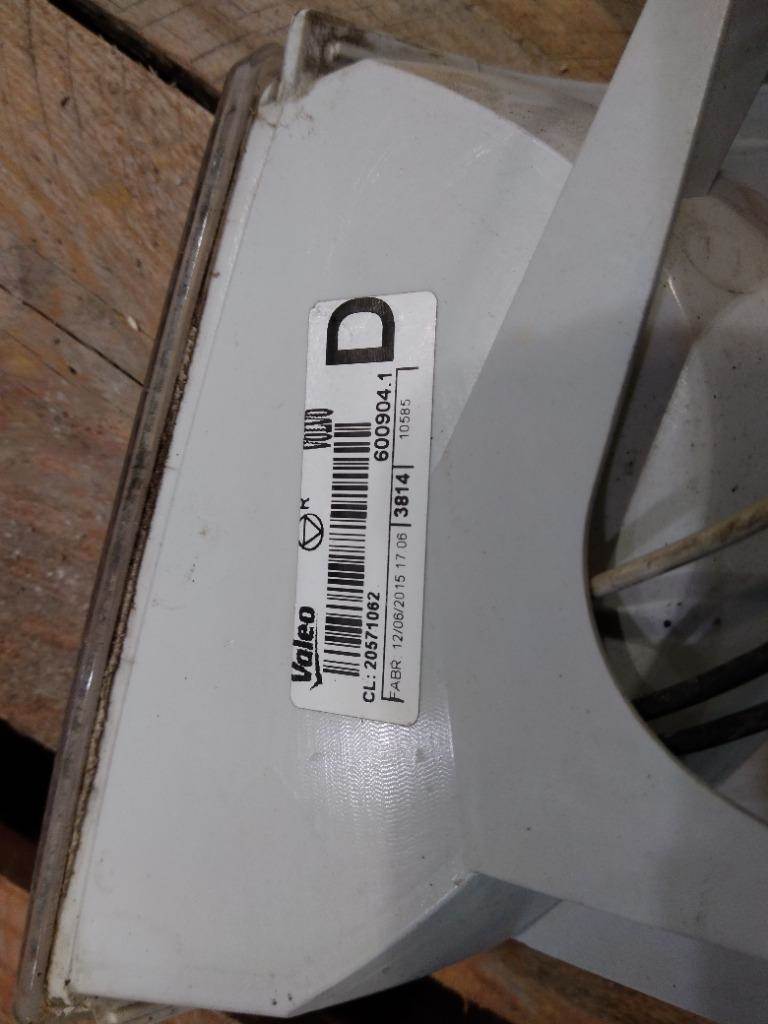 Valeo R VOLVO
CL: 20571062 600904.1 D
FABR 12/06/2015 17 06 3814 10585